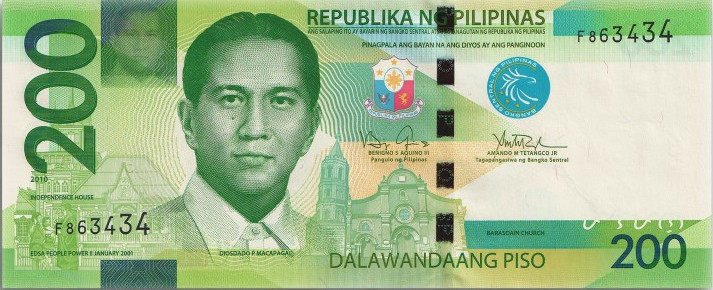 200
REPUBLIKA NG PILIPINAS
ANG SALAPING ITO AY BAYARIN NG BANGKO SENTRAL AT PINANANAGUTAN NG REPUBLIKA NG PILIPINAS
PINAGPALA ANG BAYAN NA ANG DIYOS AY ANG PANGINOON
F863434
BANGKO SENTRAL NG PILIPINAS
BENIGNO S AQUINO III
Pangulo ng Pilipinas
AMANDO M TETANGCO JR
Tagapangasiwa ng Bangko Sentral
2010
INDEPENDENCE HOUSE
F863434
EDSA PEOPLE POWER II JANUARY 2001
DIOSDADO P MACAPAGAL
BARASOAIN CHURCH
DALAWANDAANG PISO
200